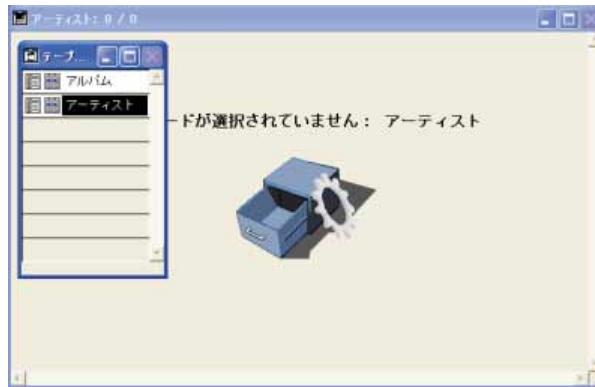 アーティスト: 0 / 0
テーブ...
アルバム
アーティスト
ードが選択されていません： アーティスト